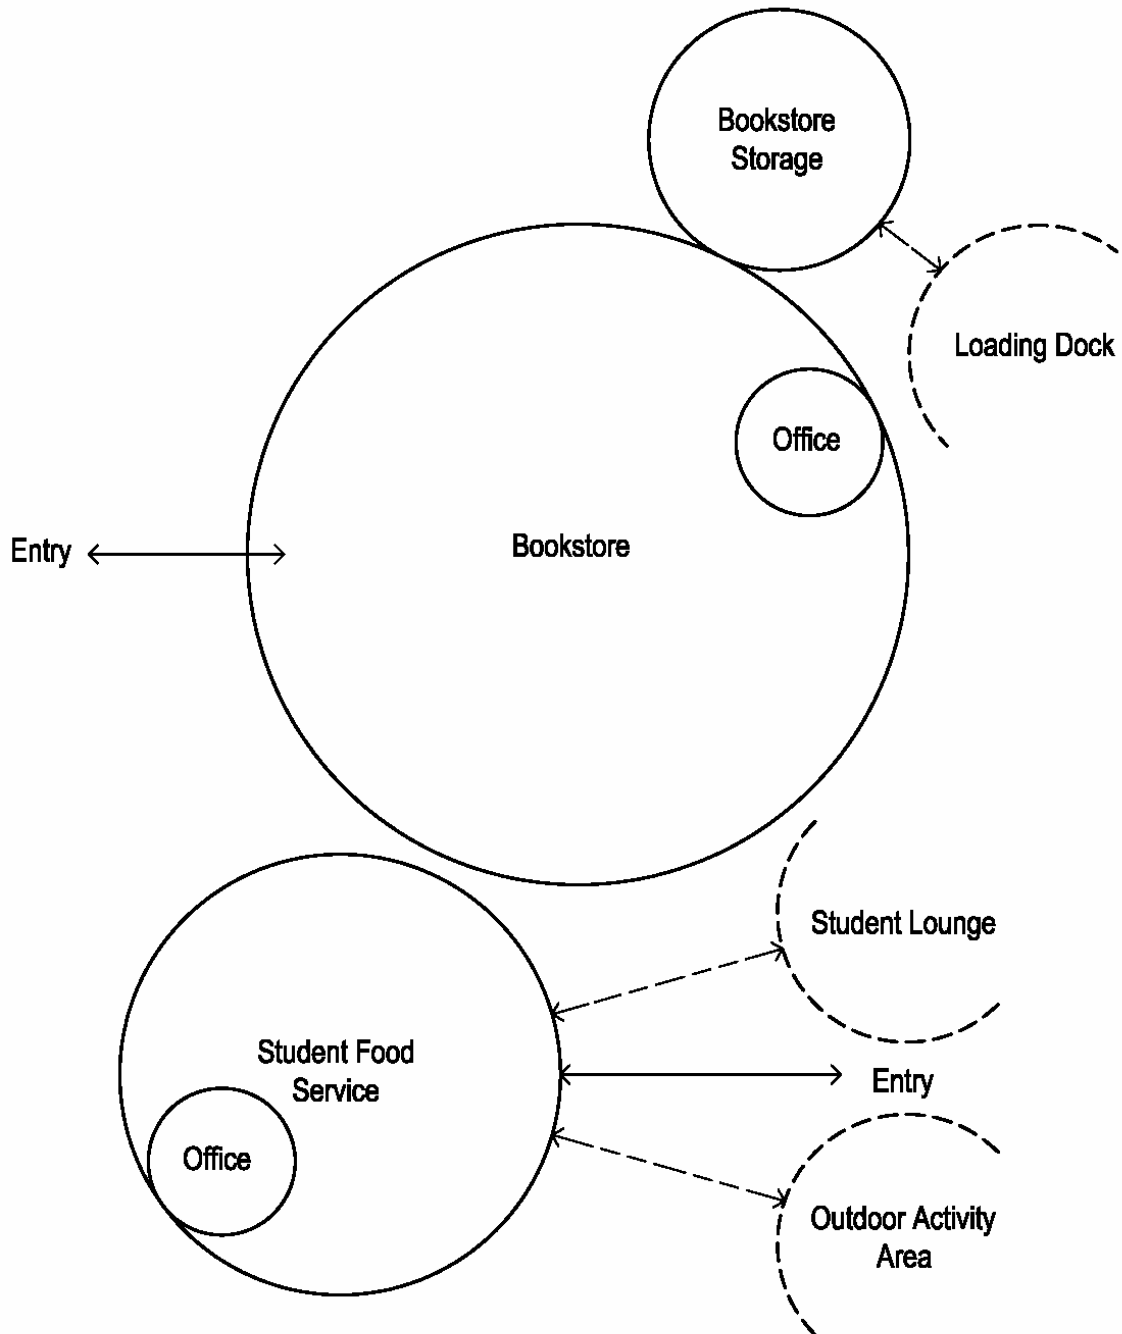 Bookstore
Storage
Loading Dock
Office
Entry
Bookstore
Student Lounge
Student Food
Service
Entry
Office
Outdoor Activity
Area